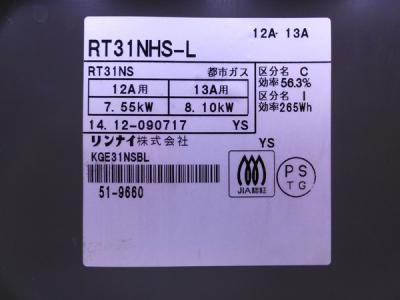 12A・13A
RT31NHS-L
RT31NS 都市ガス
12A用 13A用
7.55kW 8.10kW
区分名 C
効率56.3%
区分名 I
効率265Wh
14.12-090717 YS
リンナイ株式会社 YS
KGE31NSBL
51-9660
JIA認証
PS
TG